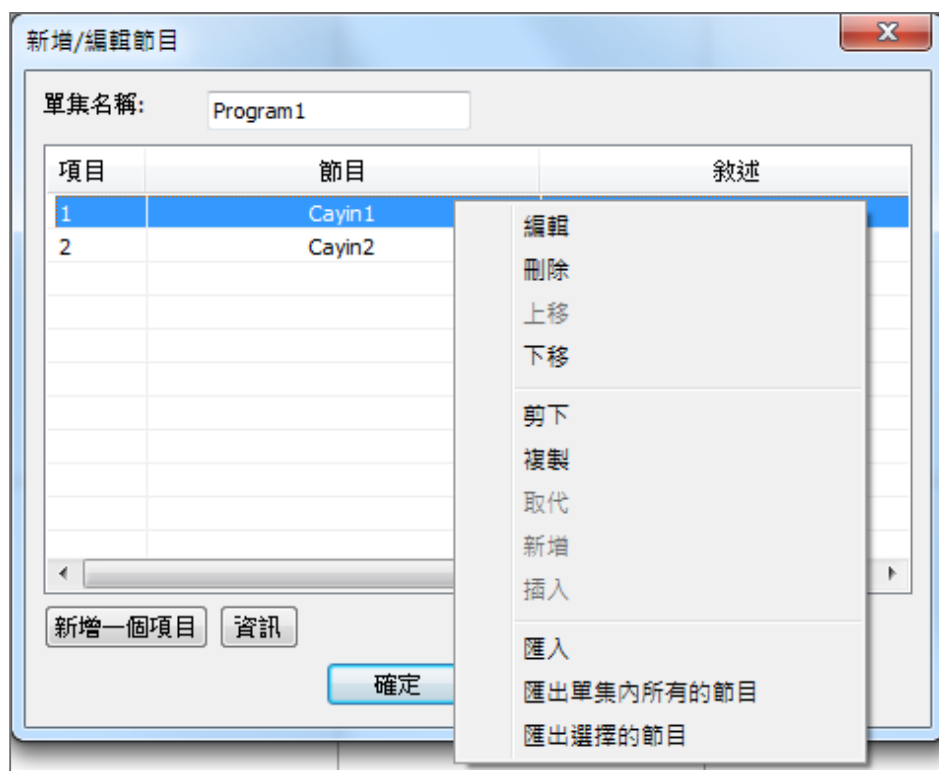 新增/編輯節目
單集名稱: Program1
項目 節目 敘述
1 Cayin1
2 Cayin2
編輯
刪除
上移
下移
剪下
複製
取代
新增
插入
匯入
匯出單集內所有的節目
匯出選擇的節目
新增一個項目 資訊
確定